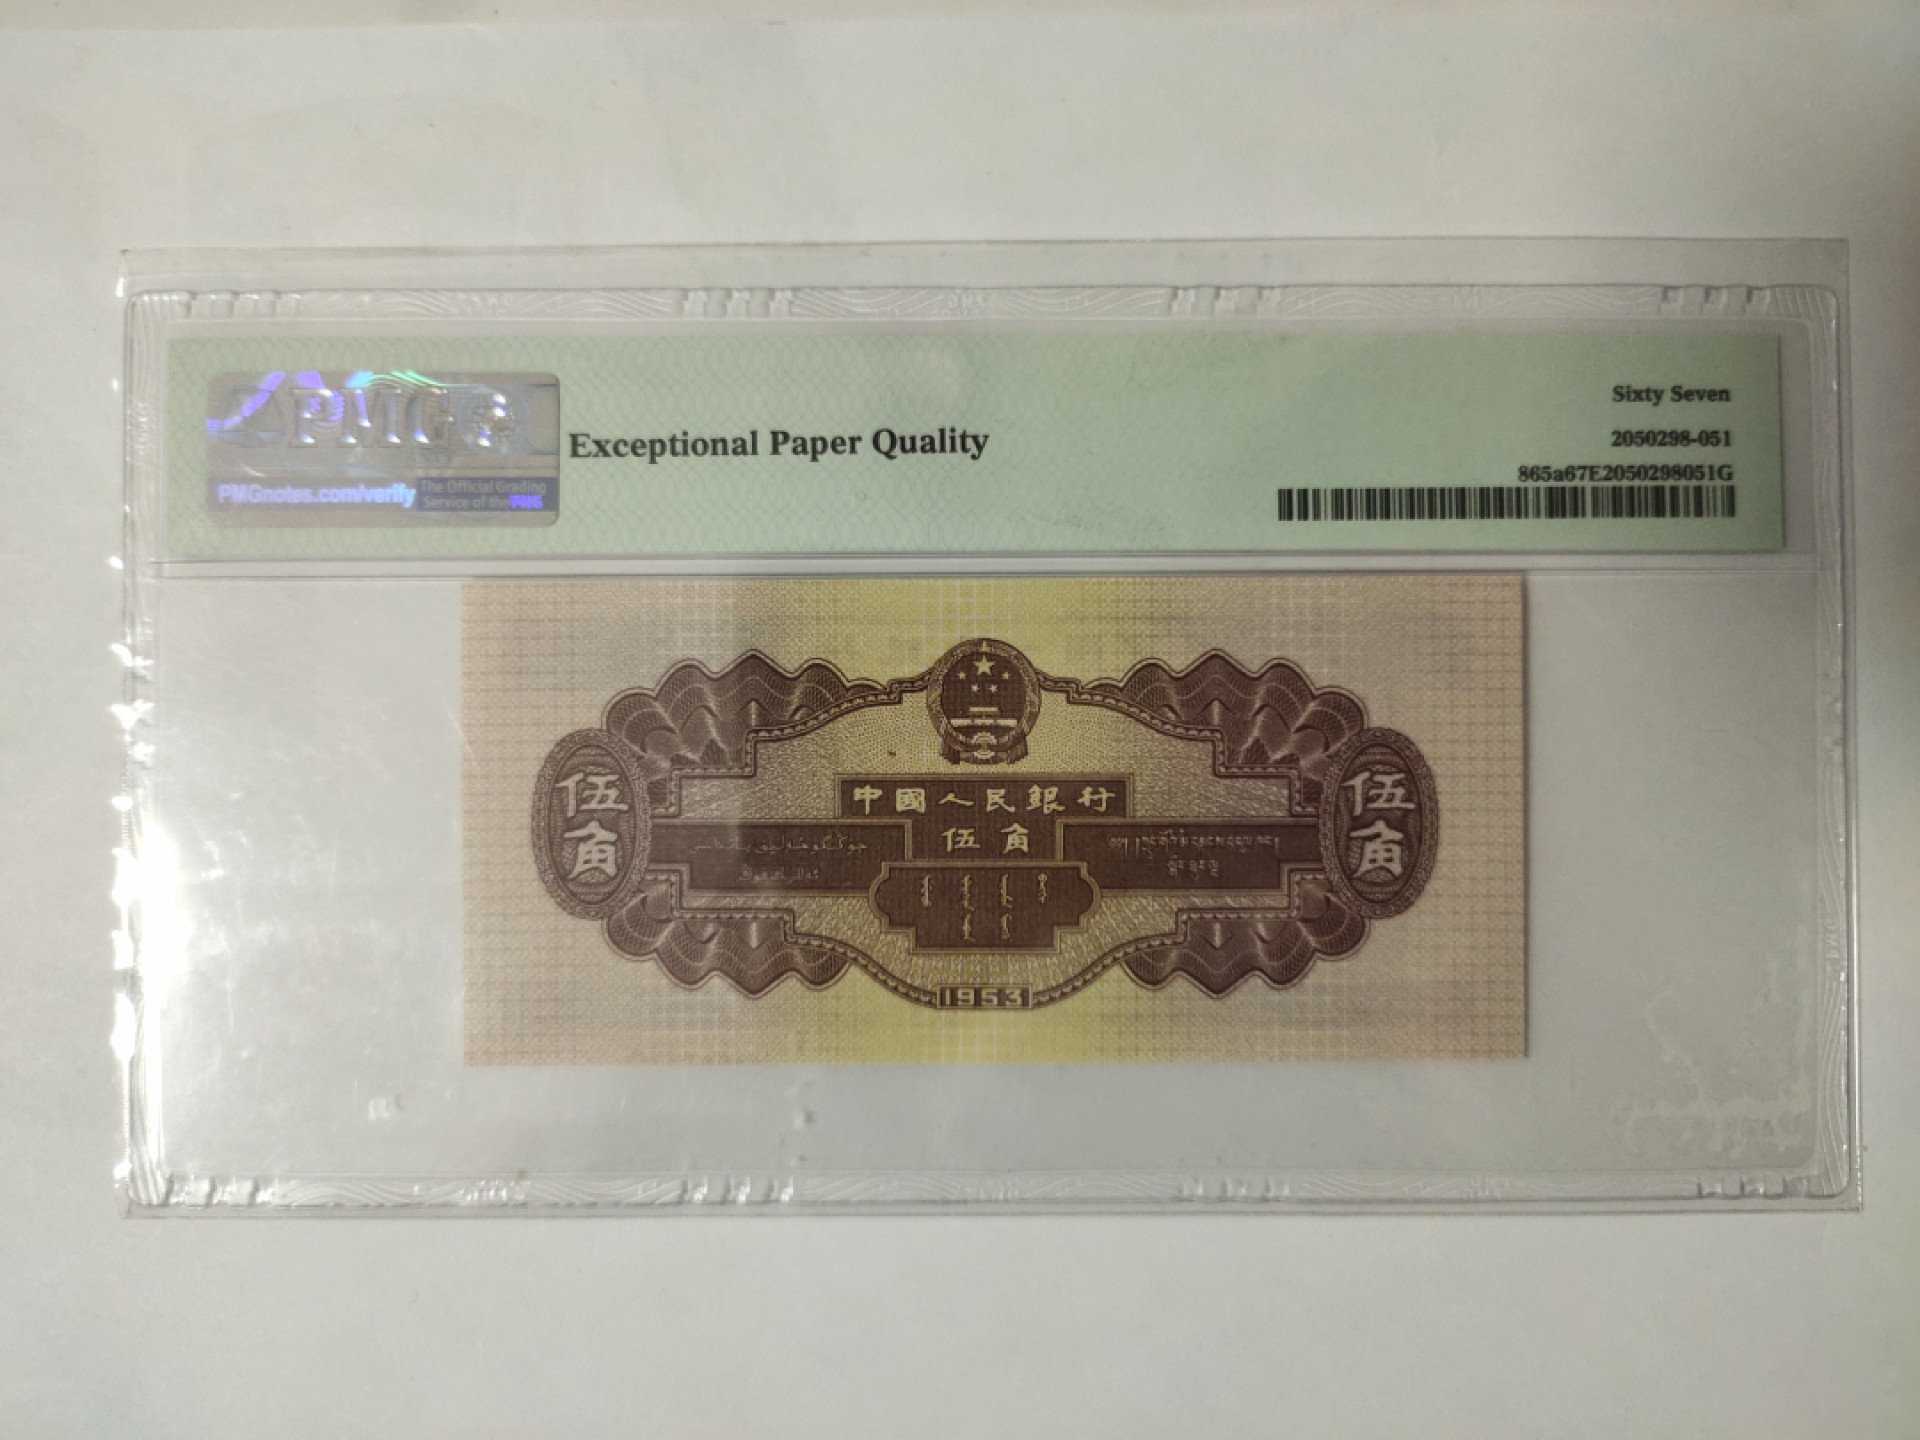 PMG
PMGnotes.com/verify
The Official Grading
Service of the PMG
Exceptional Paper Quality
Sixty Seven
2050298-051
865a67E2050298051G
伍角
中國人民銀行
伍角
伍角
1953